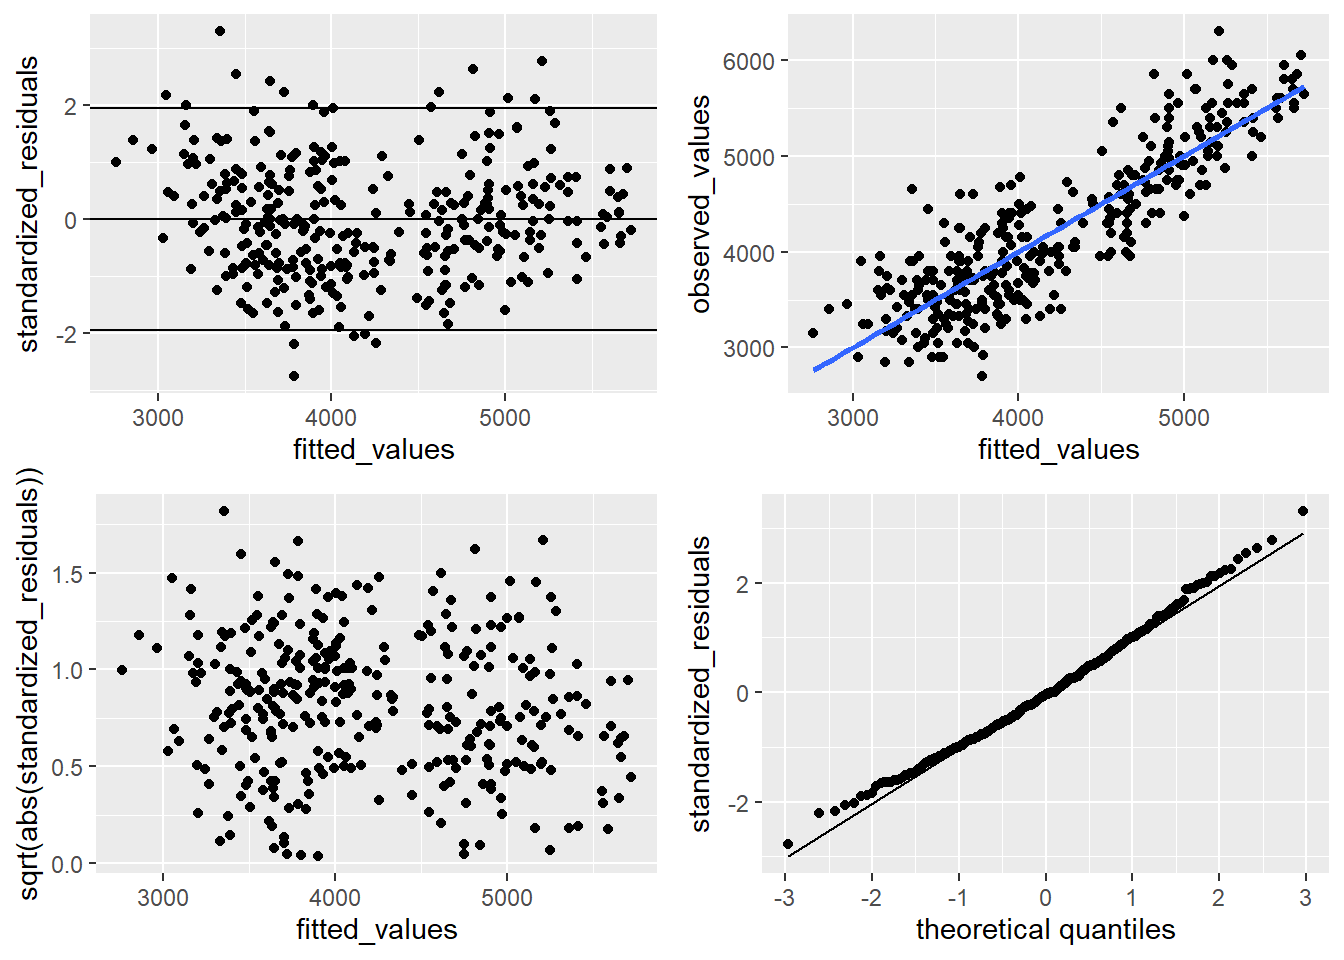 standardized_residuals
2
0
-2
3000 4000 5000
fitted_values
observed_values
6000
5000
4000
3000
3000 4000 5000
fitted_values
sqrt(abs(standardized_residuals))
1.5
1.0
0.5
0.0
3000 4000 5000
fitted_values
standardized_residuals
2
0
-2
-3 -2 -1 0 1 2 3
theoretical quantiles